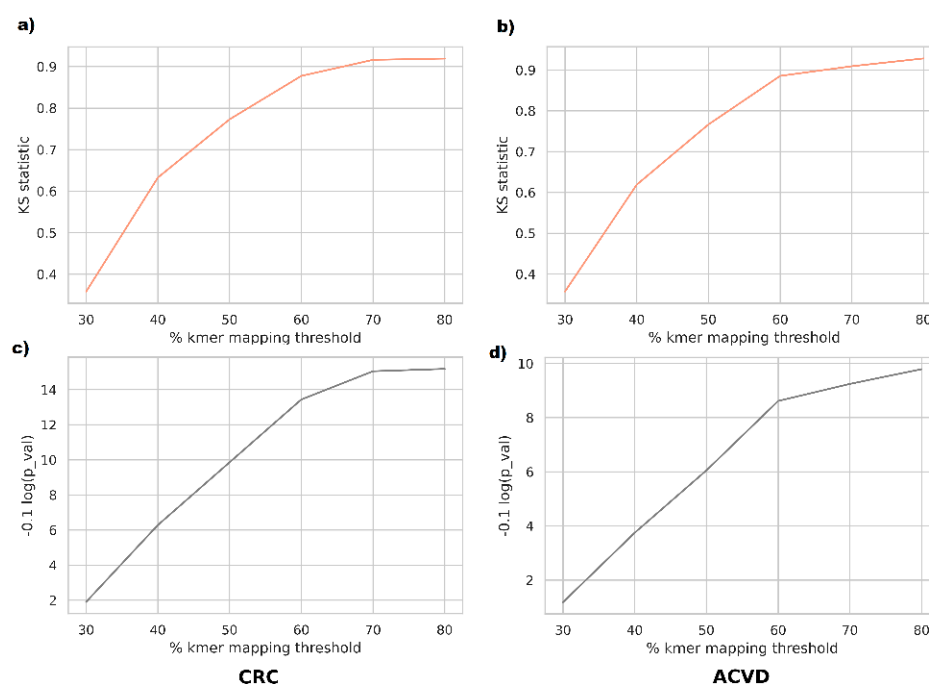 a)
0.9
0.8
0.7
0.6
0.5
0.4
KS statistic
30 40 50 60 70 80
% kmer mapping threshold
b)
0.9
0.8
0.7
0.6
0.5
0.4
KS statistic
30 40 50 60 70 80
% kmer mapping threshold
c)
14
12
10
8
6
4
2
-0.1 log(p_val)
30 40 50 60 70 80
% kmer mapping threshold
CRC
d)
10
8
6
4
2
-0.1 log(p_val)
30 40 50 60 70 80
% kmer mapping threshold
ACVD